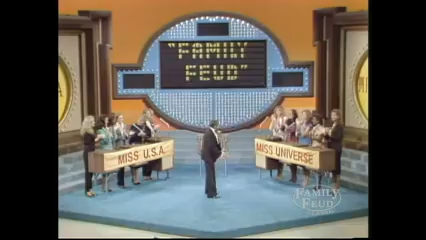 "FAMILY
FEUD"
MISS U.S.A.
MISS UNIVERSE
FAMILY
FEUD